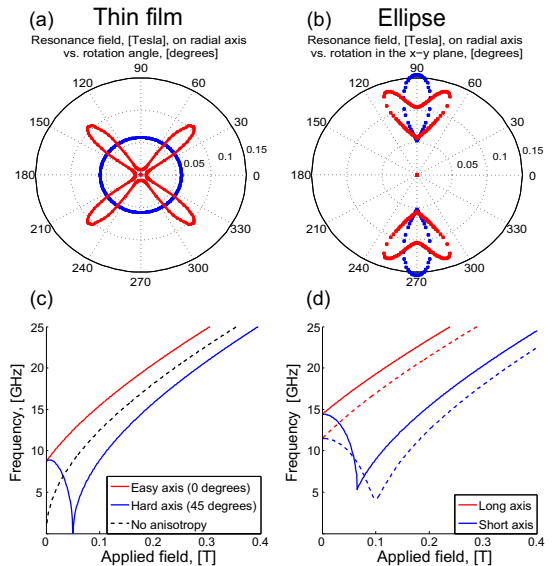 Thin film
Ellipse
(a)
Resonance field, [Tesla], on radial axis
vs. rotation angle, [degrees]
90
120
60
150
30
180
0
210
330
240
300
270
0.05
0.1
0.15
(b)
Resonance field, [Tesla], on radial axis
vs. rotation in the x−y plane, [degrees]
90
120
60
150
30
180
0
210
330
240
300
270
0.05
0.1
0.15
(c)
Frequency, [GHz]
25
20
15
10
5
0
0.1
0.2
0.3
0.4
Applied field, [T]
Easy axis (0 degrees)
Hard axis (45 degrees)
No anisotropy
(d)
Frequency, [GHz]
25
20
15
10
5
0
0.1
0.2
0.3
0.4
Applied field, [T]
Long axis
Short axis